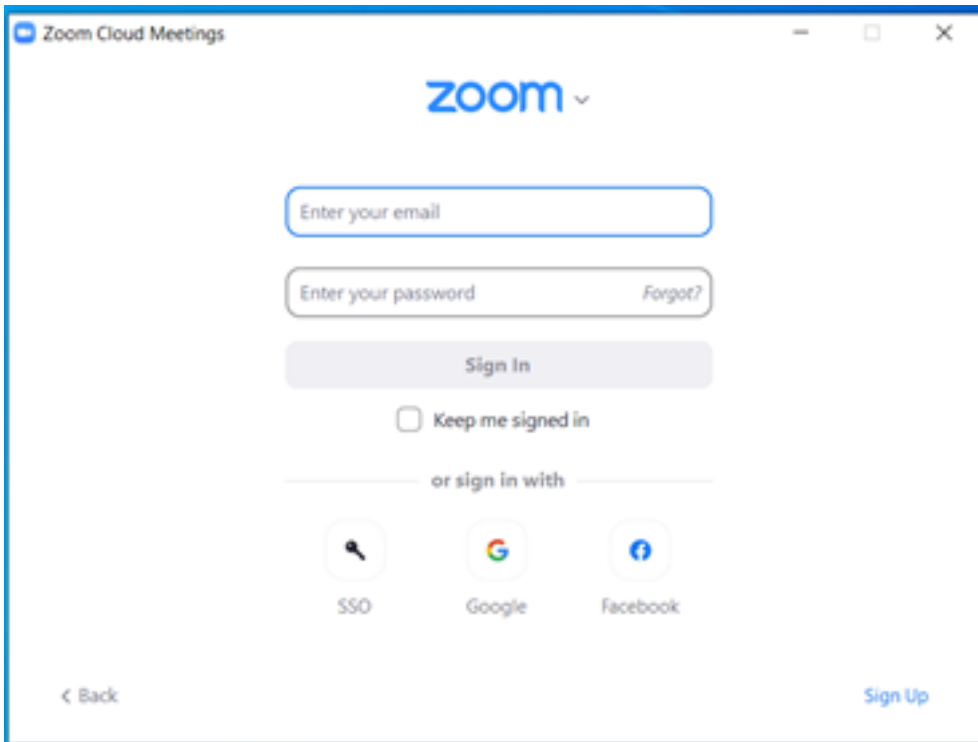 Zoom Cloud Meetings
zoom
Enter your email
Enter your password Forgot?
Sign In
Keep me signed in
or sign in with
SSO Google Facebook
Back Sign Up